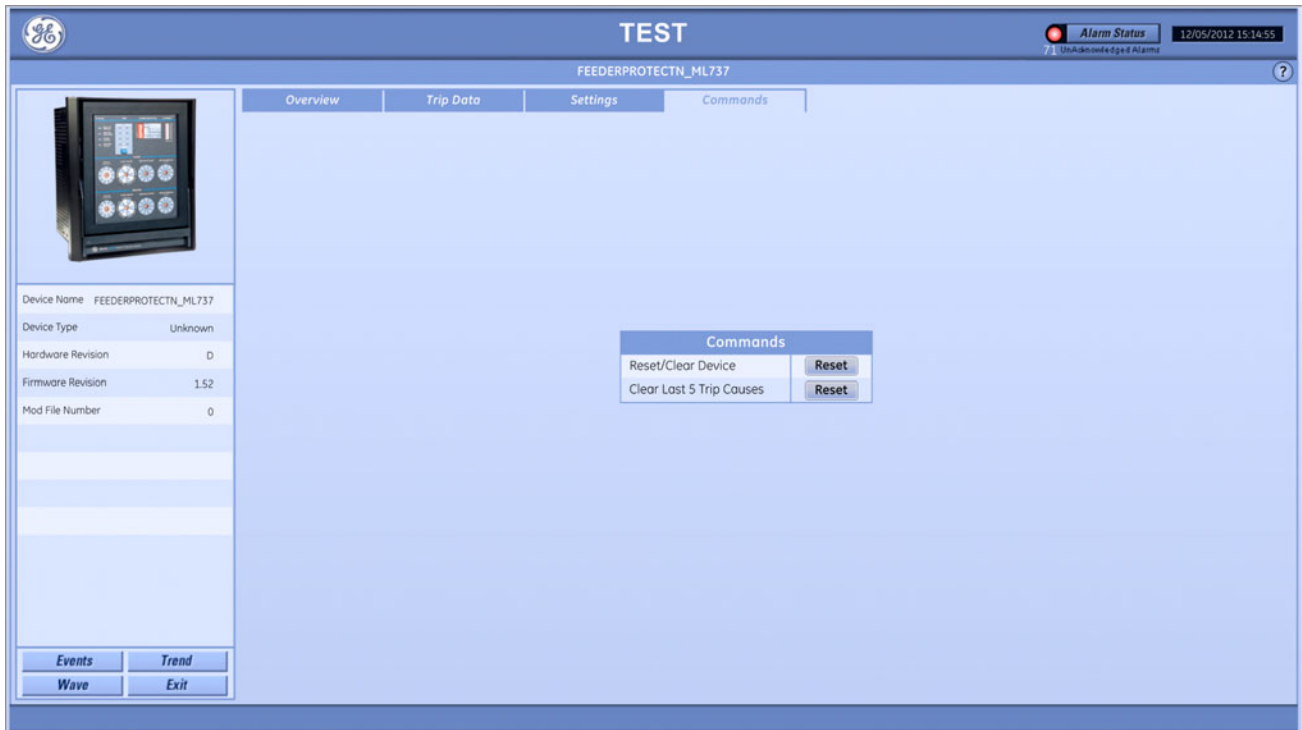 TEST
Alarm Status
12/05/2012 15:14:55
71 UnAcknowledged Alarms
FEEDERPROTECTN_ML737
?
Overview Trip Data Settings Commands
Device Name FEEDERPROTECTN_ML737
Device Type Unknown
Hardware Revision D
Firmware Revision 1.52
Mod File Number 0
Commands
Reset/Clear Device Reset
Clear Last 5 Trip Causes Reset
Events Trend
Wave Exit